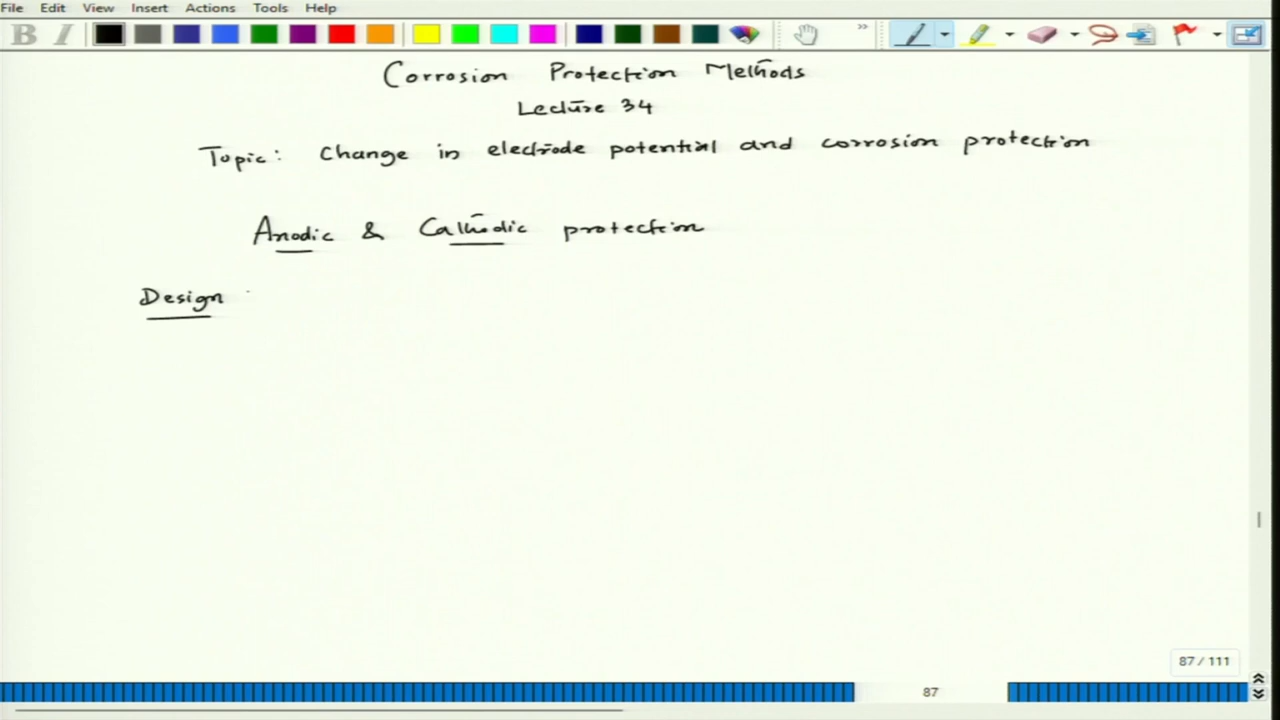 File Edit View Insert Actions Tools Help
B I
Corrosion Protection Methods
Lecture 34
Topic: Change in electrode potential and corrosion protection
Anodic & Cathodic protection
Design
87 / 111
87